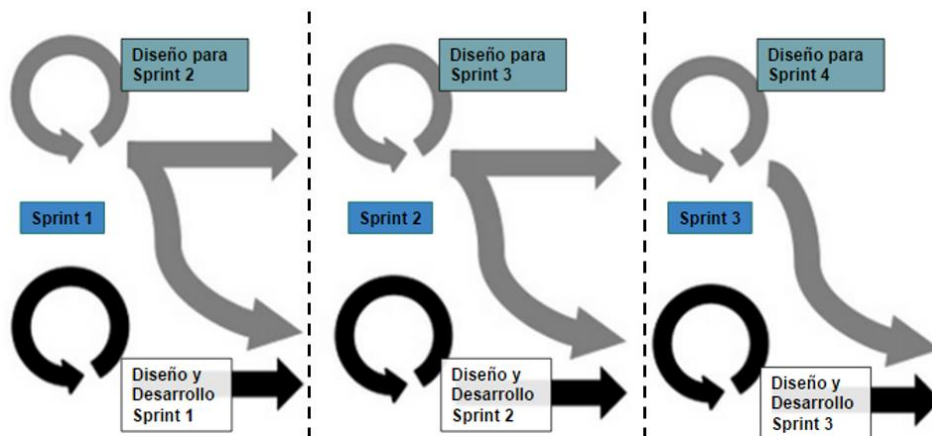 Diseño para
Sprint 2
Sprint 1
Diseño y
Desarrollo
Sprint 1
Diseño para
Sprint 3
Sprint 2
Diseño y
Desarrollo
Sprint 2
Diseño para
Sprint 4
Sprint 3
Diseño y
Desarrollo
Sprint 3